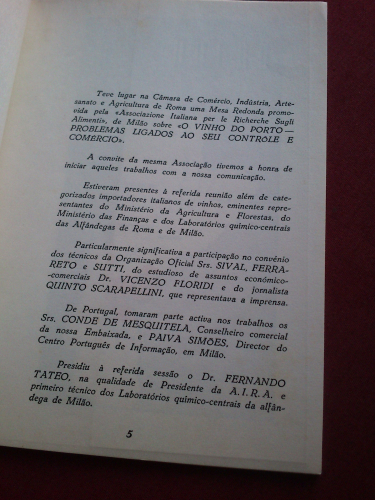 Teve lugar na Câmara de Comércio, Indústria, Arte-
sanato e Agricultura de Roma uma Mesa Redonda promo-
vida pela «Associazione Italiana per le Richerche Sugli
Alimenti», de Milão sobre «O VINHO DO PORTO —
PROBLEMAS LIGADOS AO SEU CONTRÔLE E
COMÉRCIO».
A convite da mesma Associação tivemos a honra de
iniciar aqueles trabalhos com a nossa comunicação.
Estiveram presentes à referida reunião além de cate-
gorizados importadores italianos de vinhos, eminentes repre-
sentantes do Ministério da Agricultura e Florestas, do
Ministério das Finanças e dos Laboratórios químico-centrais
das Alfândegas de Roma e de Milão.
Particularmente significativa a participação no convénio
dos técnicos da Organização Oficial Srs. SIVAL, FERRA-
RETO e SUTTI, do estudioso de assuntos económico-
-comerciais Dr. VICENZO FLORIDI e do jornalista
QUINTO SCARAPELLINI, que representava a imprensa.
De Portugal, tomaram parte activa nos trabalhos os
Srs. CONDE DE MESQUITELA, Conselheiro comercial
da nossa Embaixada, e PAIVA SIMÕES, Director do
Centro Português de Informação, em Milão.
Presidiu à referida sessão o Dr. FERNANDO
TATEO, na qualidade de Presidente da A.I.R.A. e
primeiro técnico dos Laboratórios químico-centrais da alfân-
dega de Milão.
5